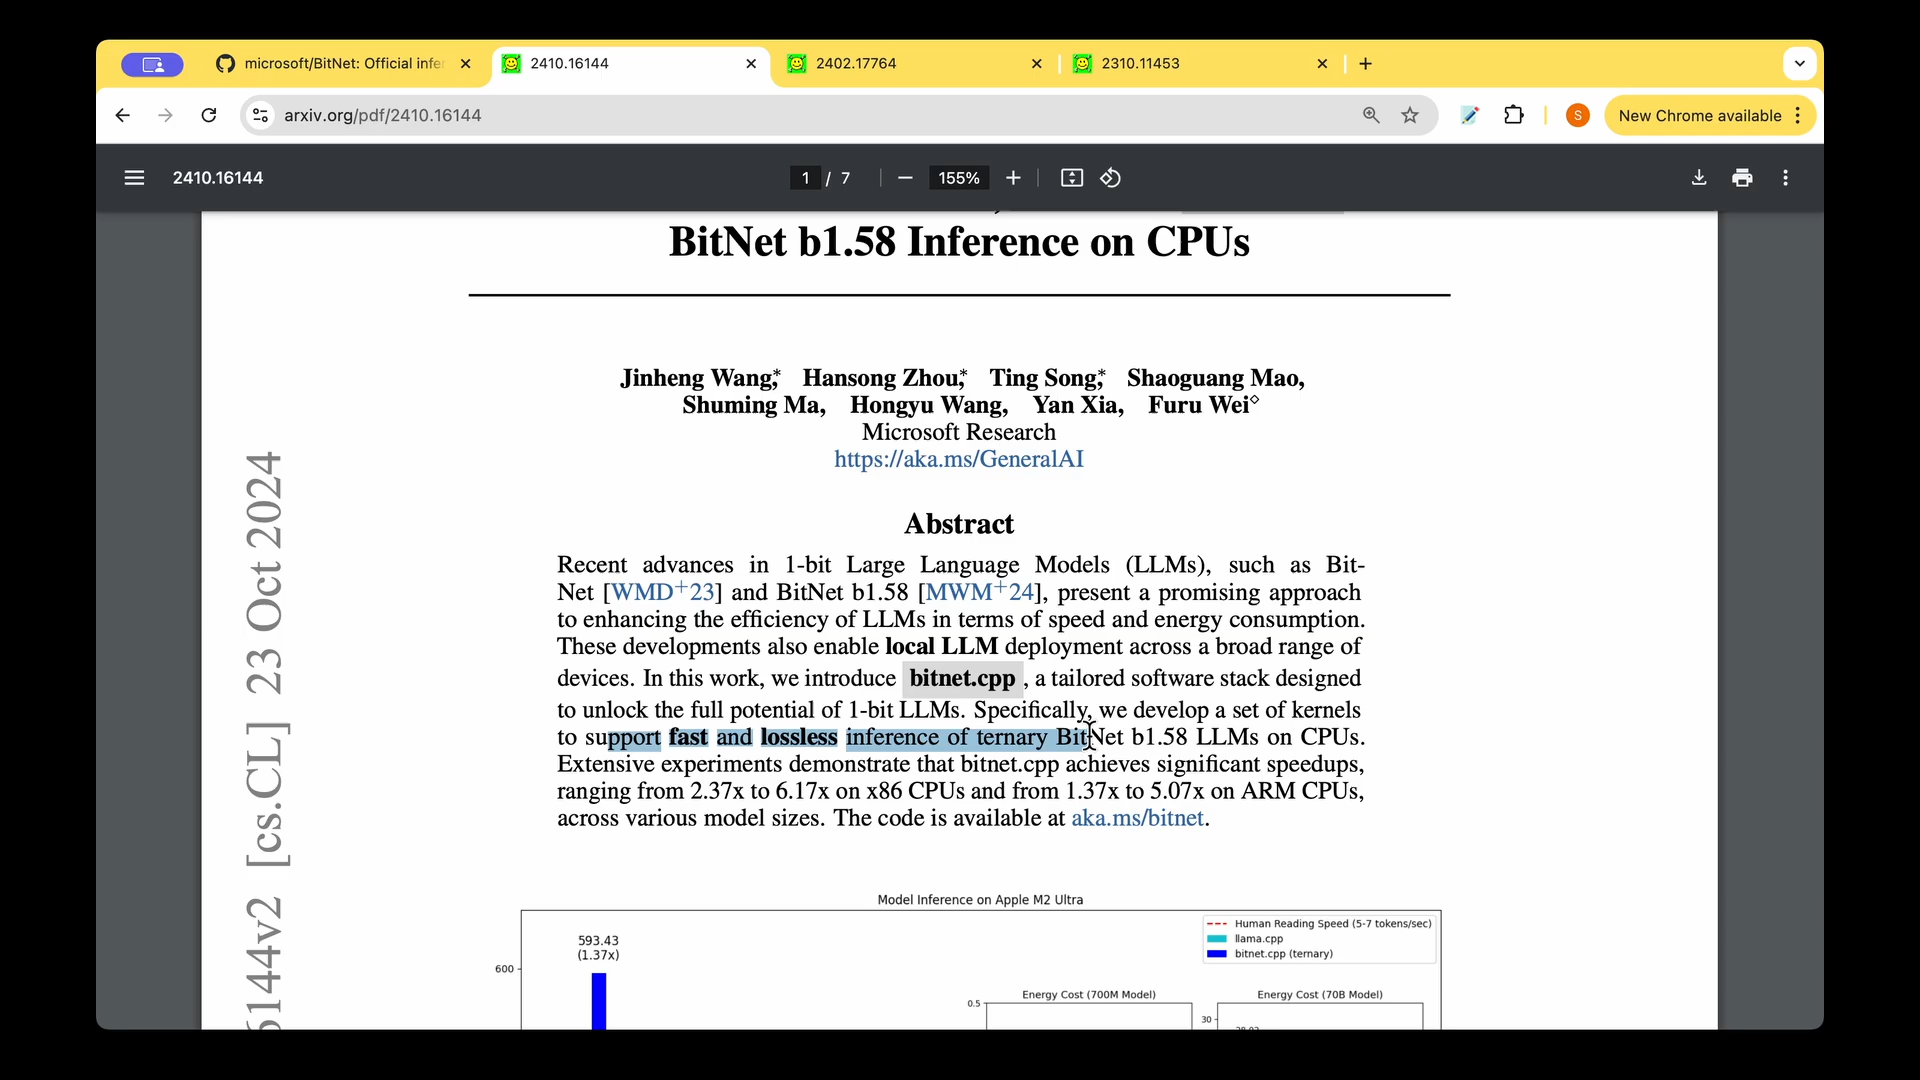 microsoft/BitNet: Official infe
2410.16144
2402.17764
2310.11453
arxiv.org/pdf/2410.16144
S
New Chrome available
2410.16144
1 / 7
155%
BitNet b1.58 Inference on CPUs
Jinheng Wang,* Hansong Zhou,* Ting Song,* Shaoguang Mao,
Shuming Ma, Hongyu Wang, Yan Xia, Furu Wei⋄
Microsoft Research
https://aka.ms/GeneralAI
6144v2 [cs.CL] 23 Oct 2024
Abstract
Recent advances in 1-bit Large Language Models (LLMs), such as Bit-
Net [WMD+23] and BitNet b1.58 [MWM+24], present a promising approach
to enhancing the efficiency of LLMs in terms of speed and energy consumption.
These developments also enable local LLM deployment across a broad range of
devices. In this work, we introduce bitnet.cpp , a tailored software stack designed
to unlock the full potential of 1-bit LLMs. Specifically, we develop a set of kernels
to support fast and lossless inference of ternary BitNet b1.58 LLMs on CPUs.
Extensive experiments demonstrate that bitnet.cpp achieves significant speedups,
ranging from 2.37x to 6.17x on x86 CPUs and from 1.37x to 5.07x on ARM CPUs,
across various model sizes. The code is available at aka.ms/bitnet.
Model Inference on Apple M2 Ultra
Human Reading Speed (5-7 tokens/sec)
llama.cpp
bitnet.cpp (ternary)
593.43
(1.37x)
600
Energy Cost (700M Model)
Energy Cost (70B Model)
0.5
30